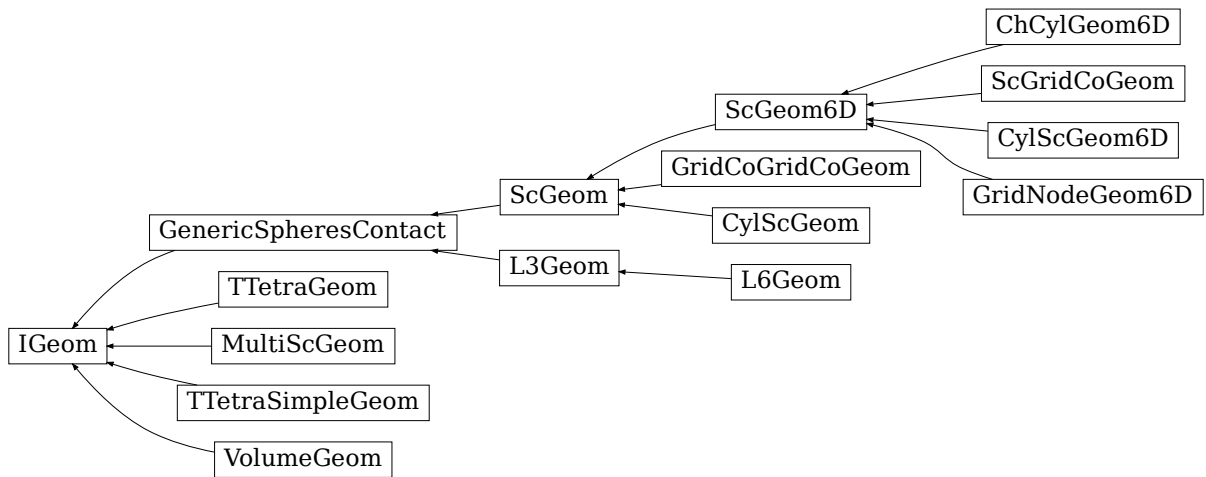 ChCylGeom6D
ScGridCoGeom
ScGeom6D
CylScGeom6D
GridCoGridCoGeom
GridNodeGeom6D
ScGeom
CylScGeom
GenericSpheresContact
L3Geom
L6Geom
TTetraGeom
IGeom
MultiScGeom
TTetraSimpleGeom
VolumeGeom